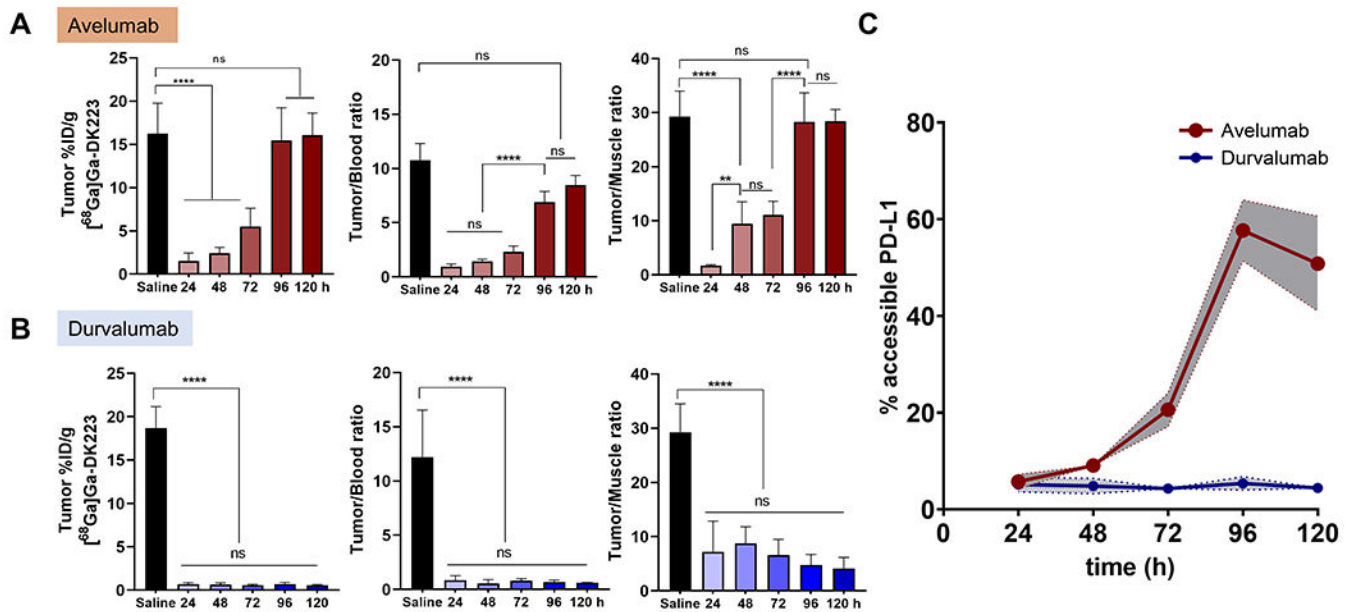 A
Avelumab
Tumor %ID/g
[⁶⁸Ga]Ga-DK223
25
20
15
10
5
0
ns
****
Saline 24 48 72 96 120 h
Tumor/Blood ratio
20
15
10
5
0
ns
****
ns
ns
Saline 24 48 72 96 120 h
Tumor/Muscle ratio
40
30
20
10
0
ns
****
****
ns
**
ns
Saline 24 48 72 96 120 h
B
Durvalumab
Tumor %ID/g
[⁶⁸Ga]Ga-DK223
25
20
15
10
5
0
****
ns
Saline 24 48 72 96 120
Tumor/Blood ratio
20
15
10
5
0
****
ns
Saline 24 48 72 96 120 h
Tumor/Muscle ratio
40
30
20
10
0
****
ns
Saline 24 48 72 96 120 h
C
% accessible PD-L1
80
60
40
20
0
Avelumab
Durvalumab
0 24 48 72 96 120
time (h)